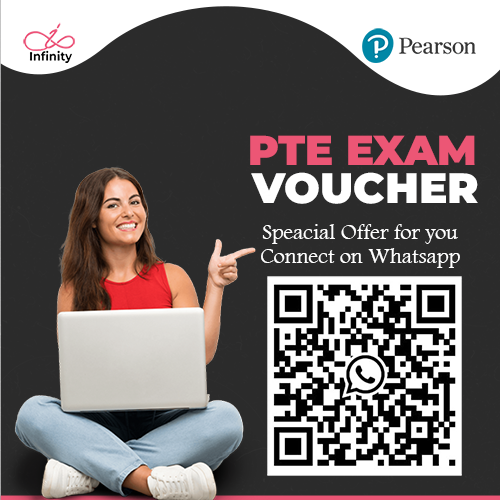 Infinity
Pearson
PTE EXAM
VOUCHER
Speacial Offer for you
Connect on Whatsapp